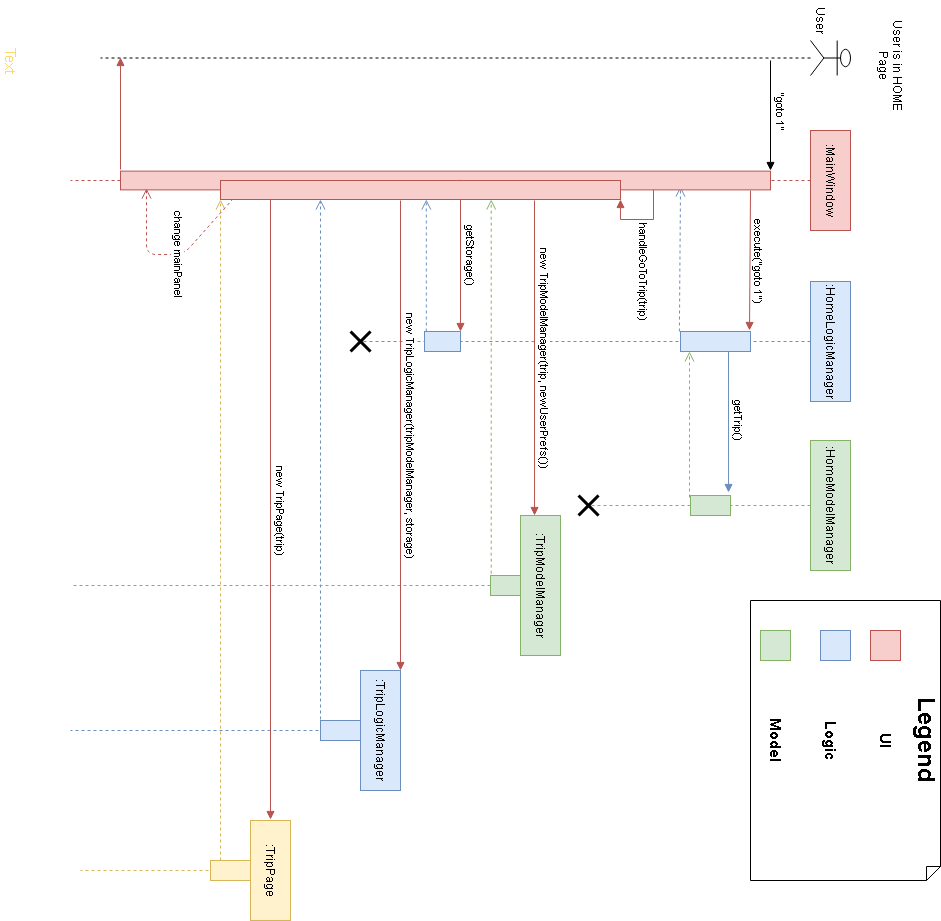 User is in HOME
Page
User
:MainWindow
:HomeLogicManager
:HomeModelManager
Legend
UI
Logic
Model
"goto 1"
execute("goto 1")
getTrip()
handleGoToTrip(trip)
new TripModelManager(trip, newUserPrefs())
:TripModelManager
getStorage()
new TripLogicManager(tripModelManager, storage)
:TripLogicManager
new TripPage(trip)
:TripPage
change mainPanel
Text